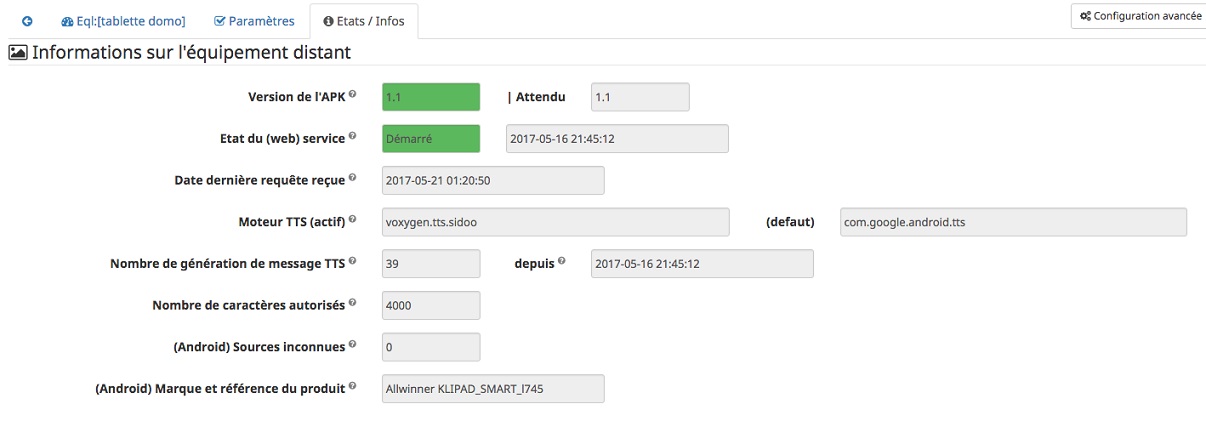 Eql:[tablette domo] Paramètres Etats / Infos Configuration avancée
Informations sur l'équipement distant
Version de l'APK 1.1 | Attendu 1.1
Etat du (web) service Démarré 2017-05-16 21:45:12
Date dernière requête reçue 2017-05-21 01:20:50
Moteur TTS (actif) voxygen.tts.sidoo (defaut) com.google.android.tts
Nombre de génération de message TTS 39 depuis 2017-05-16 21:45:12
Nombre de caractères autorisés 4000
(Android) Sources inconnues 0
(Android) Marque et référence du produit Allwinner KLIPAD_SMART_I745